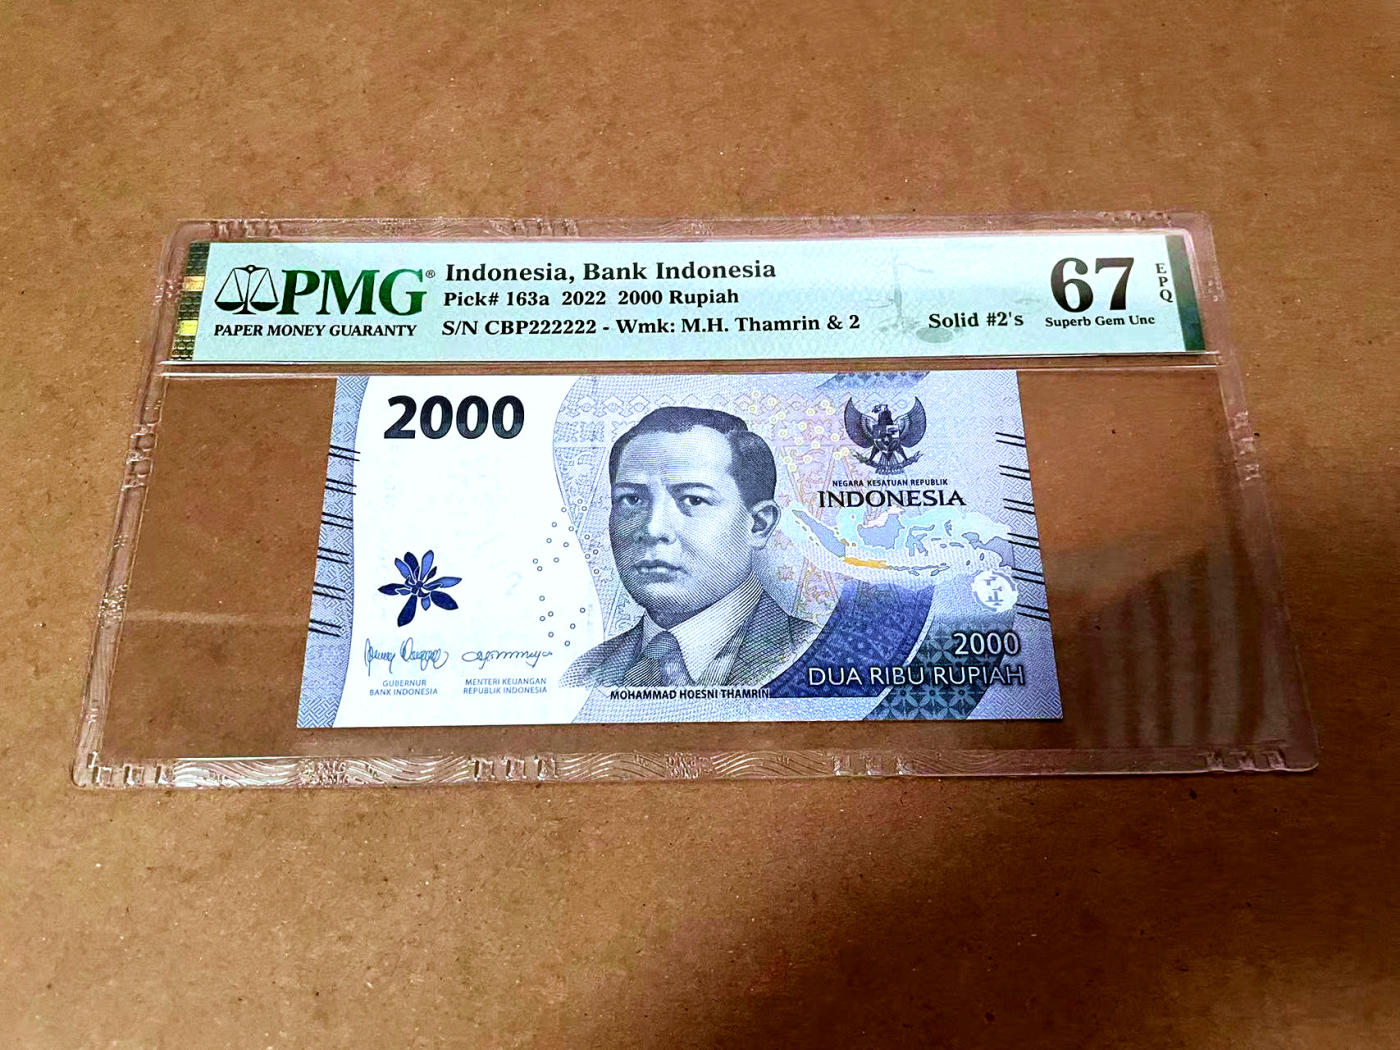 PMG®
PAPER MONEY GUARANTY
Indonesia, Bank Indonesia
Pick# 163a 2022 2000 Rupiah
S/N CBP222222 - Wmk: M.H. Thamrin & 2
Solid #2's
67
EPQ
Superb Gem Unc
2000
NEGARA KESATUAN REPUBLIK
INDONESIA
GUBERNUR
BANK INDONESIA
MENTERI KEUANGAN
REPUBLIK INDONESIA
MOHAMMAD HOESNI THAMRIN
2000
DUA RIBU RUPIAH